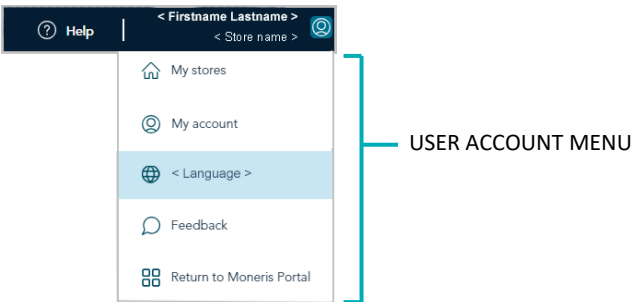 Help
< Firstname Lastname >
< Store name >
My stores
My account
< Language >
Feedback
Return to Moneris Portal
USER ACCOUNT MENU